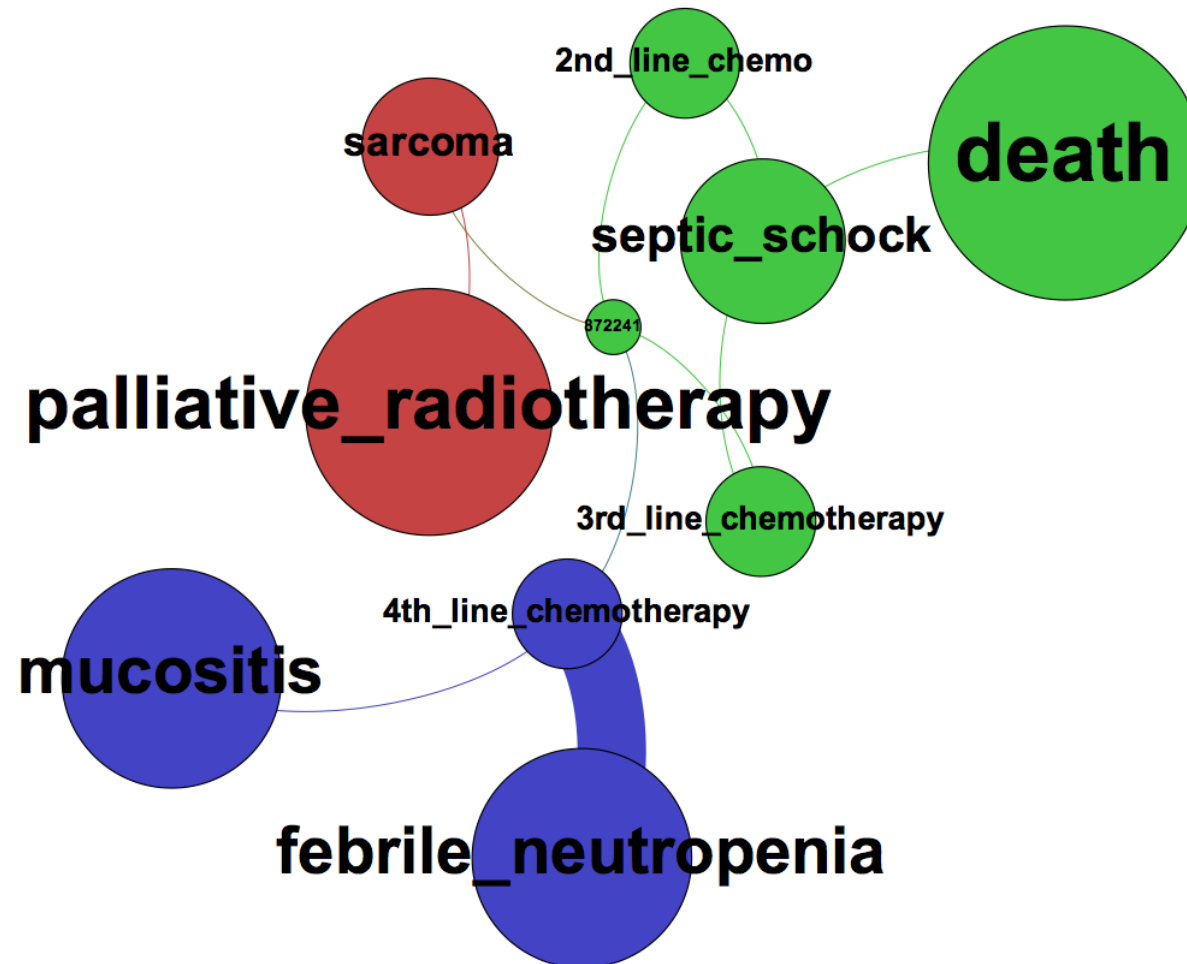 2nd_line_chemo
sarcoma
death
septic_schock
872241
palliative_radiotherapy
3rd_line_chemotherapy
4th_line_chemotherapy
mucositis
febrile_neutropenia